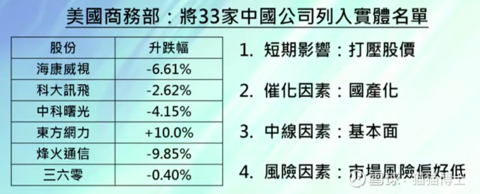 美國商務部：將33家中國公司列入實體名單
股份 升跌幅
海康威視 -6.61%
科大訊飛 -2.62%
中科曙光 -4.15%
東方網力 +10.0%
烽火通信 -9.85%
三六零 -0.40%
1. 短期影響：打壓股價
2. 催化因素：國產化
3. 中線因素：基本面
4. 風險因素：市場風險偏好低